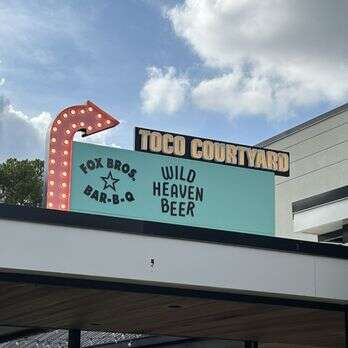 TOCO COURTYARD
FOX BROS.
BAR-B-Q
WILD
HEAVEN
BEER